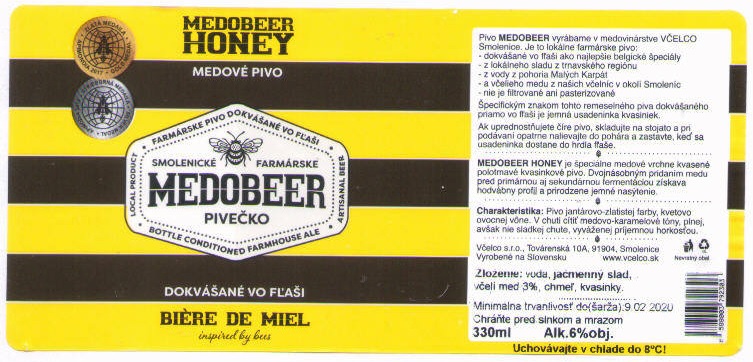 MEDOBEER
HONEY
MEDOVÉ PIVO
FARMÁRSKE PIVO DOKVÁŠANÉ VO FĽAŠI
SMOLENICKÉ FARMÁRSKE
LOCAL PRODUCT
MEDOBEER
ARTISANAL BEER
PIVEČKO
BOTTLE CONDITIONED FARMHOUSE ALE
DOKVÁŠANÉ VO FĽAŠI
BIÈRE DE MIEL
inspired by bees
Pivo MEDOBEER vyrábame v medovinárstve VČELCO
Smolenice. Je to lokálne farmárske pivo:
- dokvášané vo fľaši ako najlepšie belgické špeciály
- z lokálneho sladu z trnavského regiónu
- z vody z pohoria Malých Karpát
- a včelieho medu z našich včelníc v okolí Smoleníc
- nie je filtrované ani pasterizované
Špecifickým znakom tohto remeselného piva dokvášaného
priamo vo fľaši je jemná usadenina kvasiniek.
Ak uprednostňujete číre pivo, skladujte na stojato a pri
podávaní opatrne nalievajte do pohára a zastavte, keď sa
usadenina dostane do hrdla fľaše.
MEDOBEER HONEY je špeciálne medové vrchne kvasené
polotmavé kvasinkové pivo. Dvojnásobným pridaním medu
pred primárnou aj sekundárnou fermentáciou získava
hodvábny profil a prirodzene jemné nasýtenie.
Charakteristika: Pivo jantárovo-zlatistej farby, kvetovo
ovocnej vône. V chuti cítiť medovo-karamelové tóny, plnej,
avšak nie sladkej chute, vyváženej príjemnou horkosťou.
Včelco s.r.o., Továrenská 10A, 91904, Smolenice
Vyrobené na Slovensku www.vcelco.sk
Nevratný obal
Zloženie: voda, jačmenný slad,
včelí med 3%, chmeľ, kvasinky.
Minimalna trvanlivosť do(šarža).9.02 2020
Chráňte pred slnkom a mrazom
330ml Alk.6%obj.
Uchovávajte v chlade do 8°C!